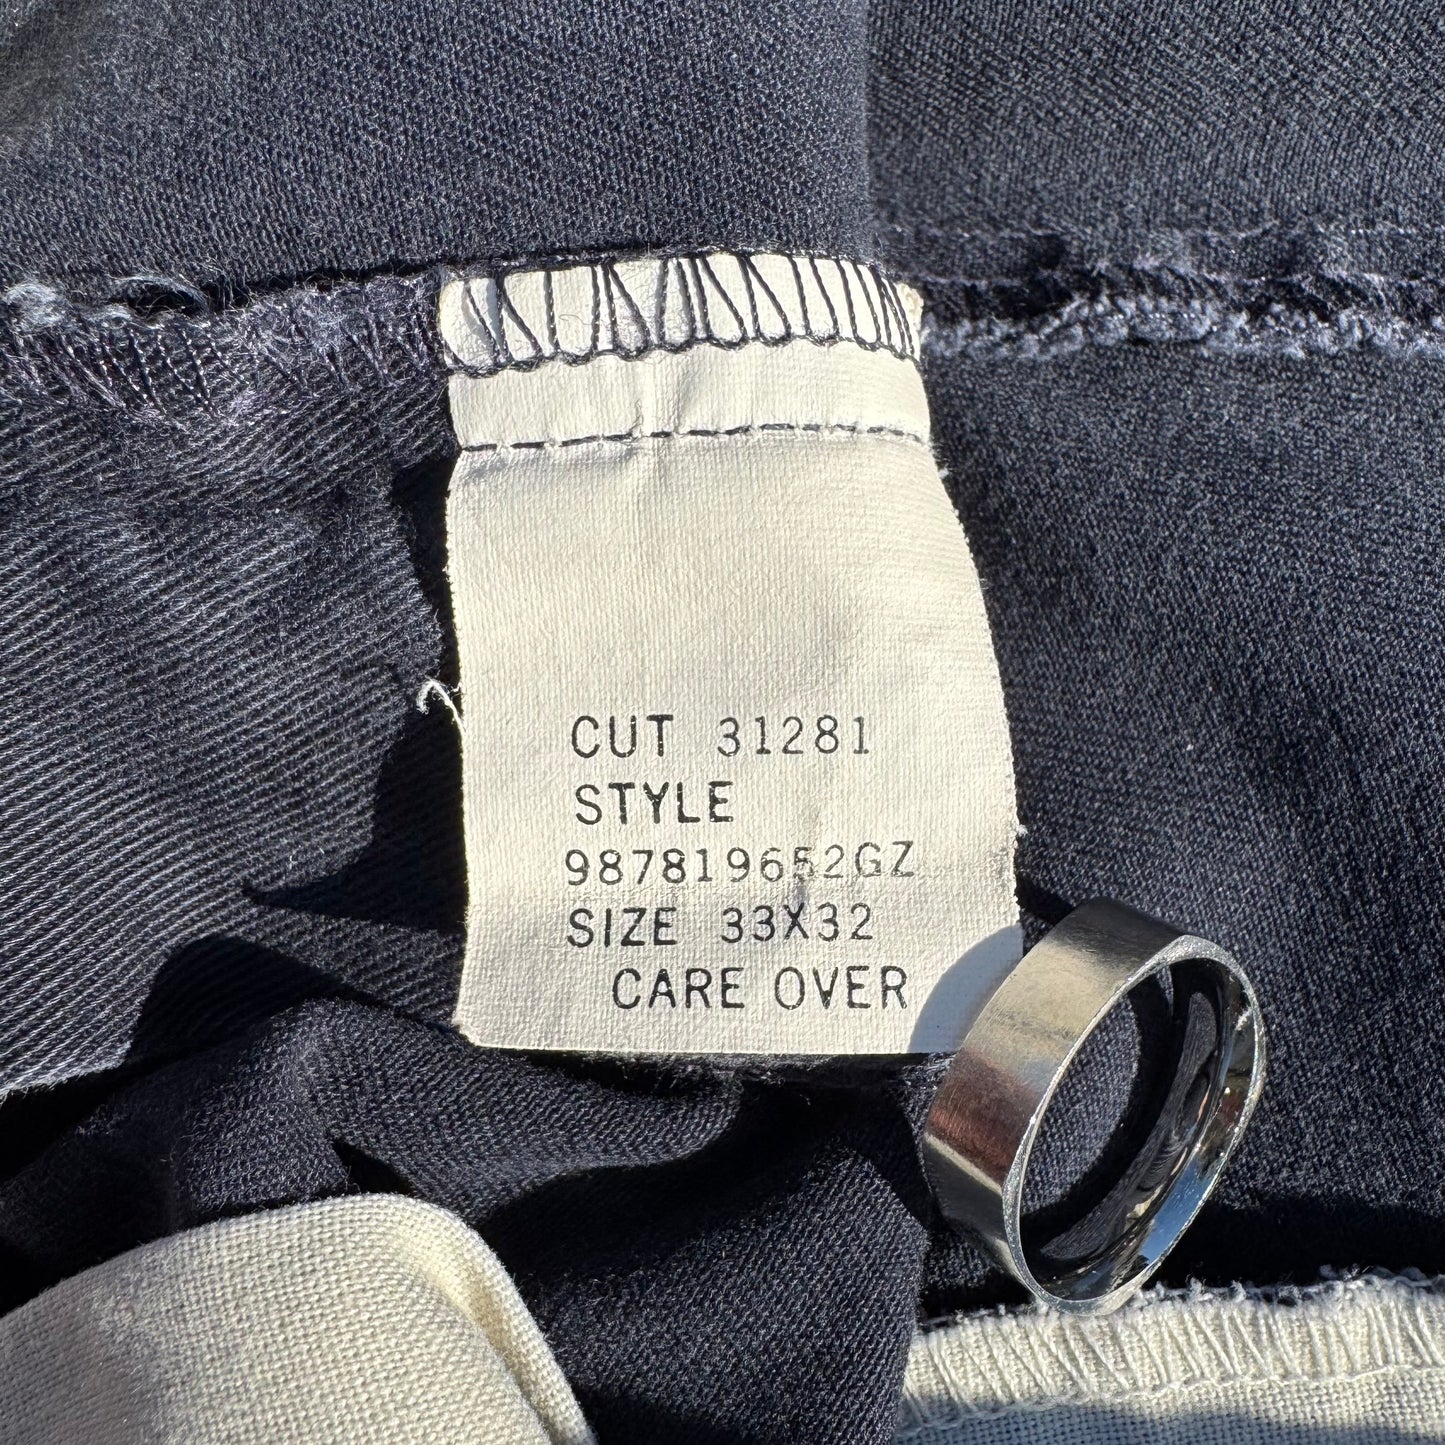 CUT 31281
STYLE
987819652GZ
SIZE 33X32
CARE OVER